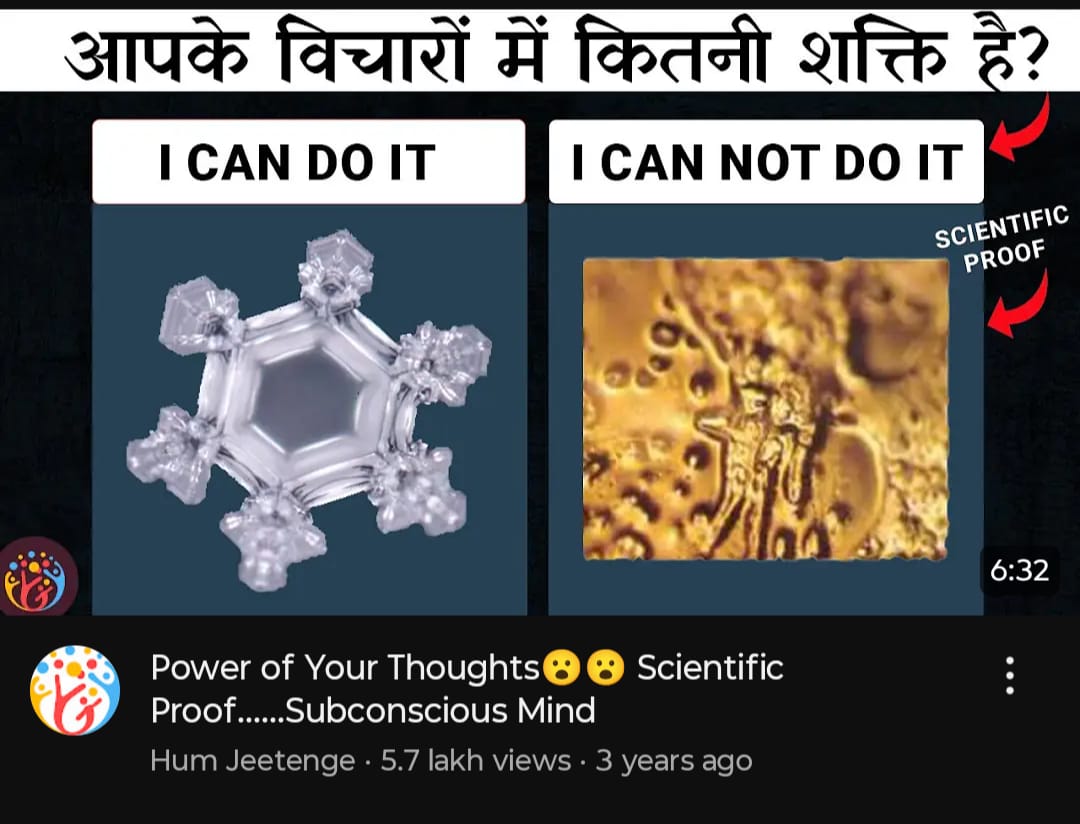 आपके विचारों में कितनी शक्ति है?
I CAN DO IT
I CAN NOT DO IT
SCIENTIFIC
PROOF
6:32
Power of Your Thoughts😮😮 Scientific
Proof......Subconscious Mind
Hum Jeetenge · 5.7 lakh views · 3 years ago